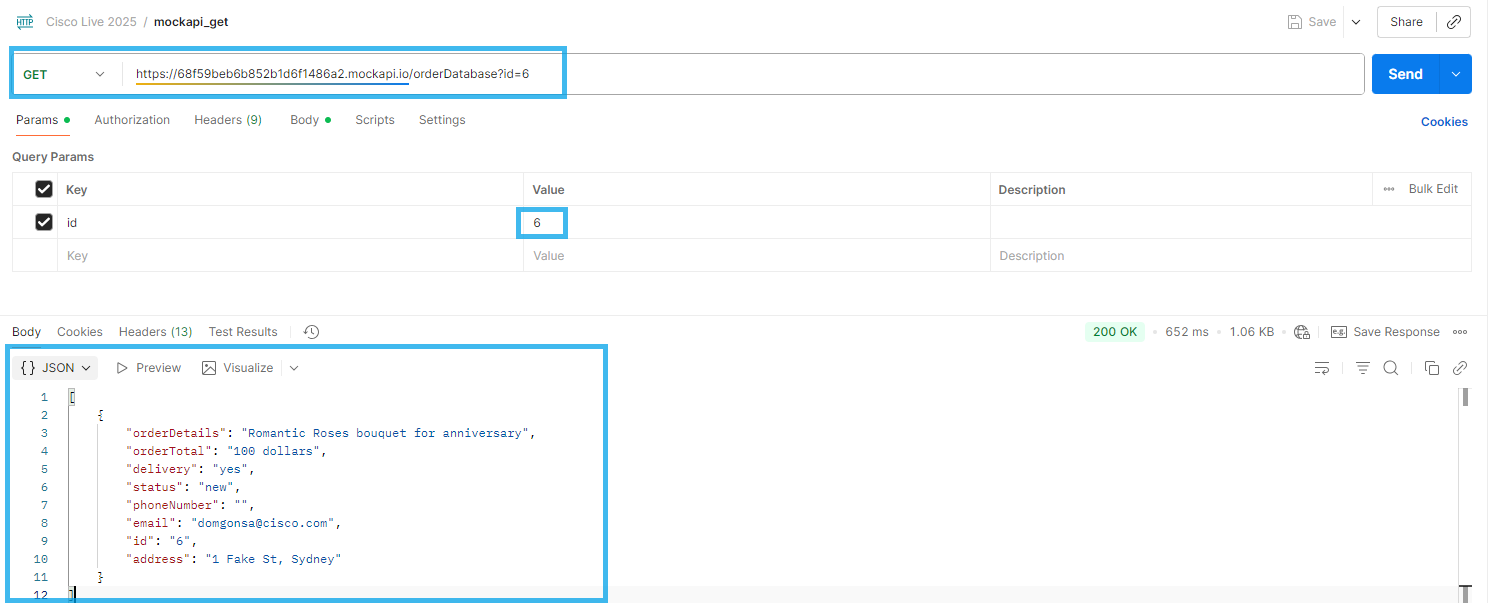 HTTP Cisco Live 2025 / mockapi_get Save Share
GET https://68f59beb6b852b1d6f1486a2.mockapi.io/orderDatabase?id=6 Send
Params Authorization Headers (9) Body Scripts Settings Cookies
Query Params
Key Value Description Bulk Edit
id 6
Key Value Description
Body Cookies Headers (13) Test Results 200 OK 652 ms 1.06 KB e.g. Save Response
{} JSON Preview Visualize
1 [
2 {
3 "orderDetails": "Romantic Roses bouquet for anniversary",
4 "orderTotal": "100 dollars",
5 "delivery": "yes",
6 "status": "new",
7 "phoneNumber": "",
8 "email": "domgonsa@cisco.com",
9 "id": "6",
10 "address": "1 Fake St, Sydney"
11 }
12 ]